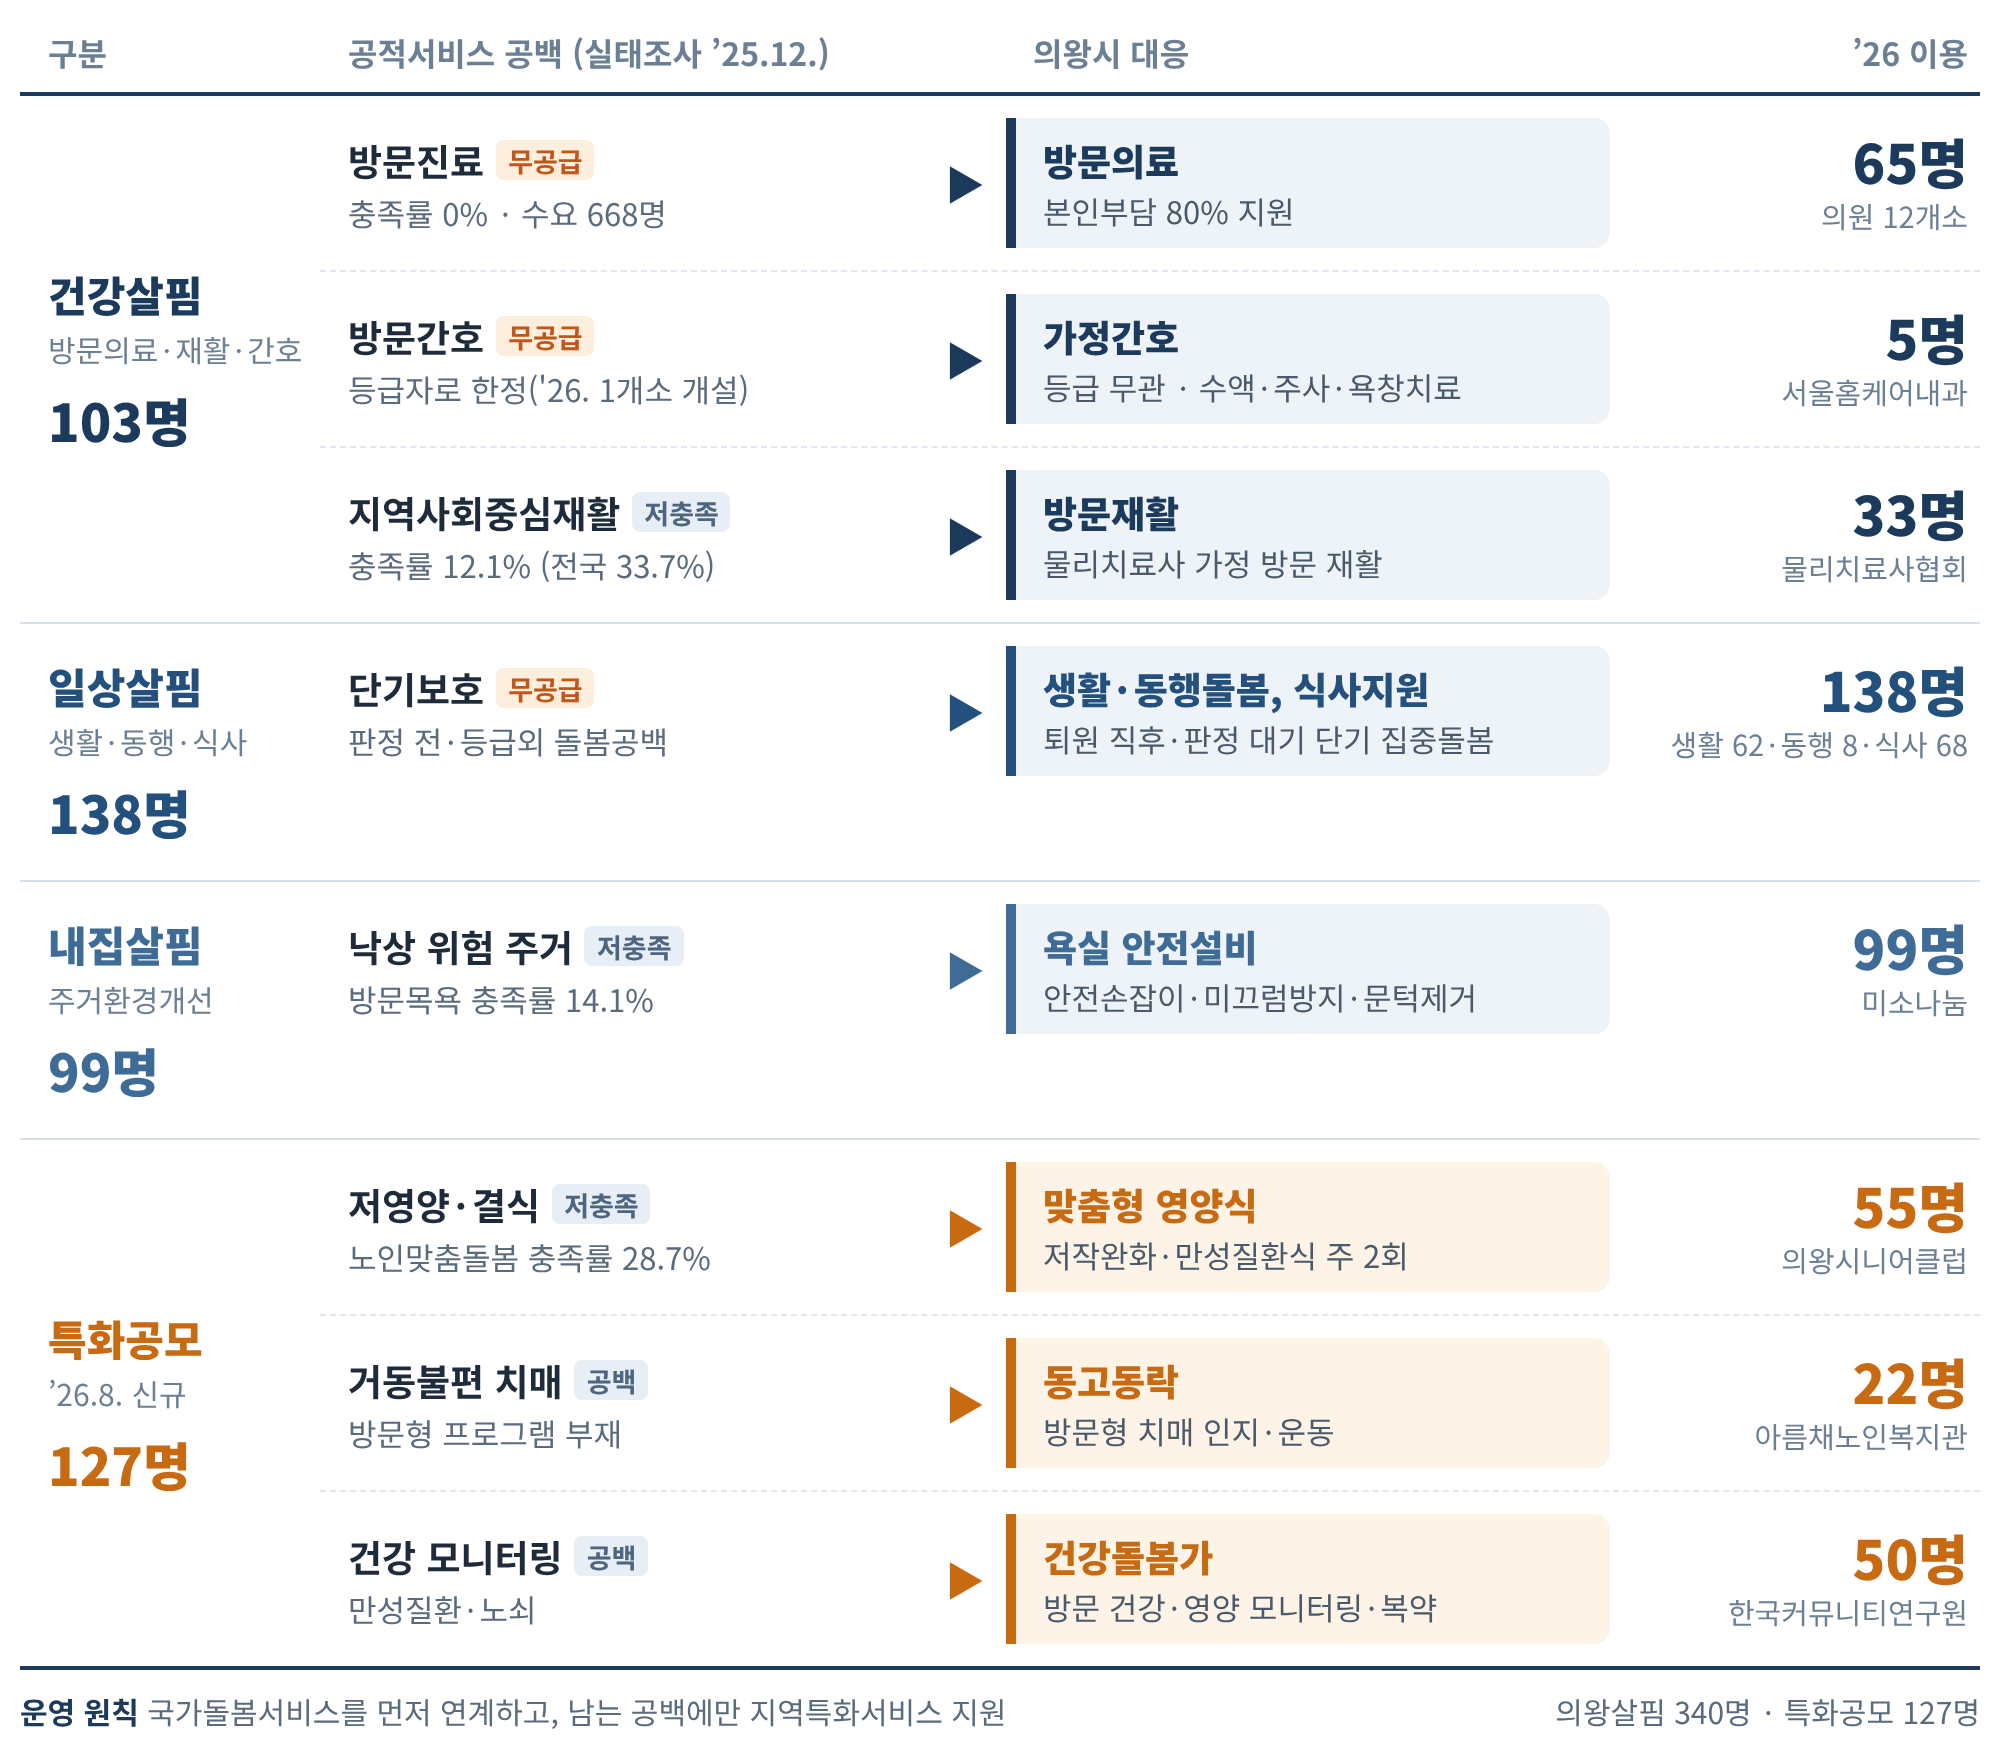 구분 공적서비스 공백 (실태조사 ’25.12.) 의왕시 대응 ’26 이용
건강살핌
방문의료·재활·간호
103명
방문진료 무공급
충족률 0% · 수요 668명
방문의료
본인부담 80% 지원
65명
의원 12개소
방문간호 무공급
등급자로 한정('26. 1개소 개설)
가정간호
등급 무관 · 수액·주사·욕창치료
5명
서울홈케어내과
지역사회중심재활 저충족
충족률 12.1% (전국 33.7%)
방문재활
물리치료사 가정 방문 재활
33명
물리치료사협회
일상살핌
생활·동행·식사
138명
단기보호 무공급
판정 전·등급외 돌봄공백
생활·동행돌봄, 식사지원
퇴원 직후·판정 대기 단기 집중돌봄
138명
생활 62·동행 8·식사 68
내집살핌
주거환경개선
99명
낙상 위험 주거 저충족
방문목욕 충족률 14.1%
욕실 안전설비
안전손잡이·미끄럼방지·문턱제거
99명
미소나눔
특화공모
’26.8. 신규
127명
저영양·결식 저충족
노인맞춤돌봄 충족률 28.7%
맞춤형 영양식
저작완화·만성질환식 주 2회
55명
의왕시니어클럽
거동불편 치매 공백
방문형 프로그램 부재
동고동락
방문형 치매 인지·운동
22명
아름채노인복지관
건강 모니터링 공백
만성질환·노쇠
건강돌봄가
방문 건강·영양 모니터링·복약
50명
한국커뮤니티연구원
운영 원칙 국가돌봄서비스를 먼저 연계하고, 남는 공백에만 지역특화서비스 지원
의왕살핌 340명 · 특화공모 127명